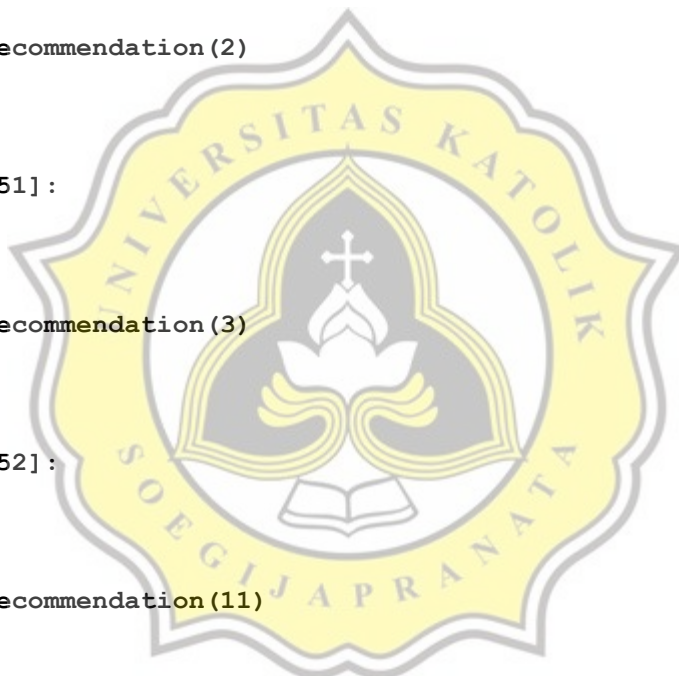 ecommendation(2)
UNIVERSITAS KATOLIK
51]:
ecommendation(3)
52]:
SOEGIJAPRANATA
ecommendation(11)